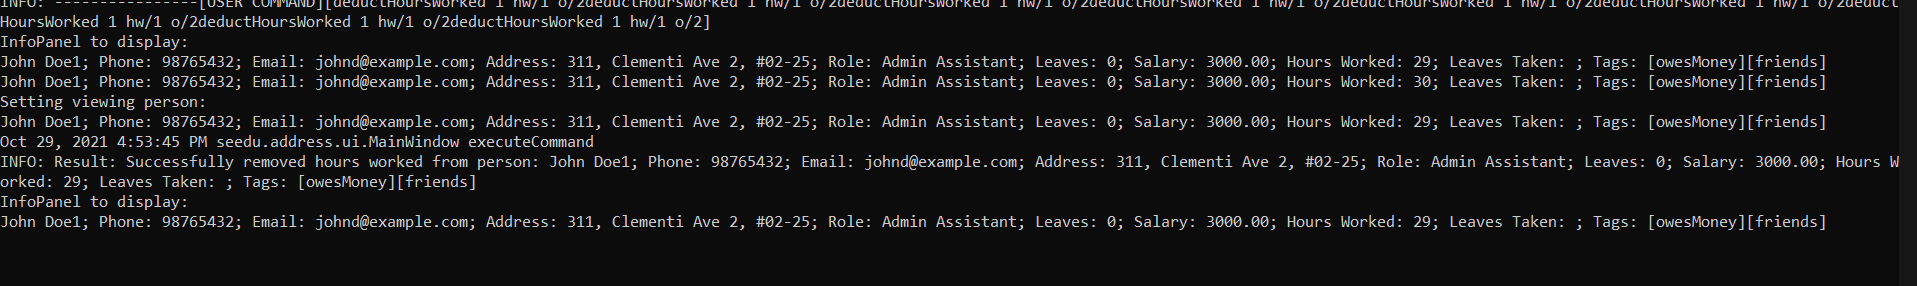 INFO: ----------------[USER COMMAND][deductHoursWorked 1 hw/1 o/2deductHoursWorked 1 hw/1 o/2deductHoursWorked 1 hw/1 o/2deductHoursWorked 1 hw/1 o/2deductHoursWorked 1 hw/1 o/2deductHoursWorked 1 hw/1 o/2deduct
HoursWorked 1 hw/1 o/2deductHoursWorked 1 hw/1 o/2deductHoursWorked 1 hw/1 o/2]
InfoPanel to display:
John Doe1; Phone: 98765432; Email: johnd@example.com; Address: 311, Clementi Ave 2, #02-25; Role: Admin Assistant; Leaves: 0; Salary: 3000.00; Hours Worked: 29; Leaves Taken: ; Tags: [owesMoney][friends]
John Doe1; Phone: 98765432; Email: johnd@example.com; Address: 311, Clementi Ave 2, #02-25; Role: Admin Assistant; Leaves: 0; Salary: 3000.00; Hours Worked: 30; Leaves Taken: ; Tags: [owesMoney][friends]
Setting viewing person:
John Doe1; Phone: 98765432; Email: johnd@example.com; Address: 311, Clementi Ave 2, #02-25; Role: Admin Assistant; Leaves: 0; Salary: 3000.00; Hours Worked: 29; Leaves Taken: ; Tags: [owesMoney][friends]
Oct 29, 2021 4:53:45 PM seedu.address.ui.MainWindow executeCommand
INFO: Result: Successfully removed hours worked from person: John Doe1; Phone: 98765432; Email: johnd@example.com; Address: 311, Clementi Ave 2, #02-25; Role: Admin Assistant; Leaves: 0; Salary: 3000.00; Hours W
orked: 29; Leaves Taken: ; Tags: [owesMoney][friends]
InfoPanel to display:
John Doe1; Phone: 98765432; Email: johnd@example.com; Address: 311, Clementi Ave 2, #02-25; Role: Admin Assistant; Leaves: 0; Salary: 3000.00; Hours Worked: 29; Leaves Taken: ; Tags: [owesMoney][friends]